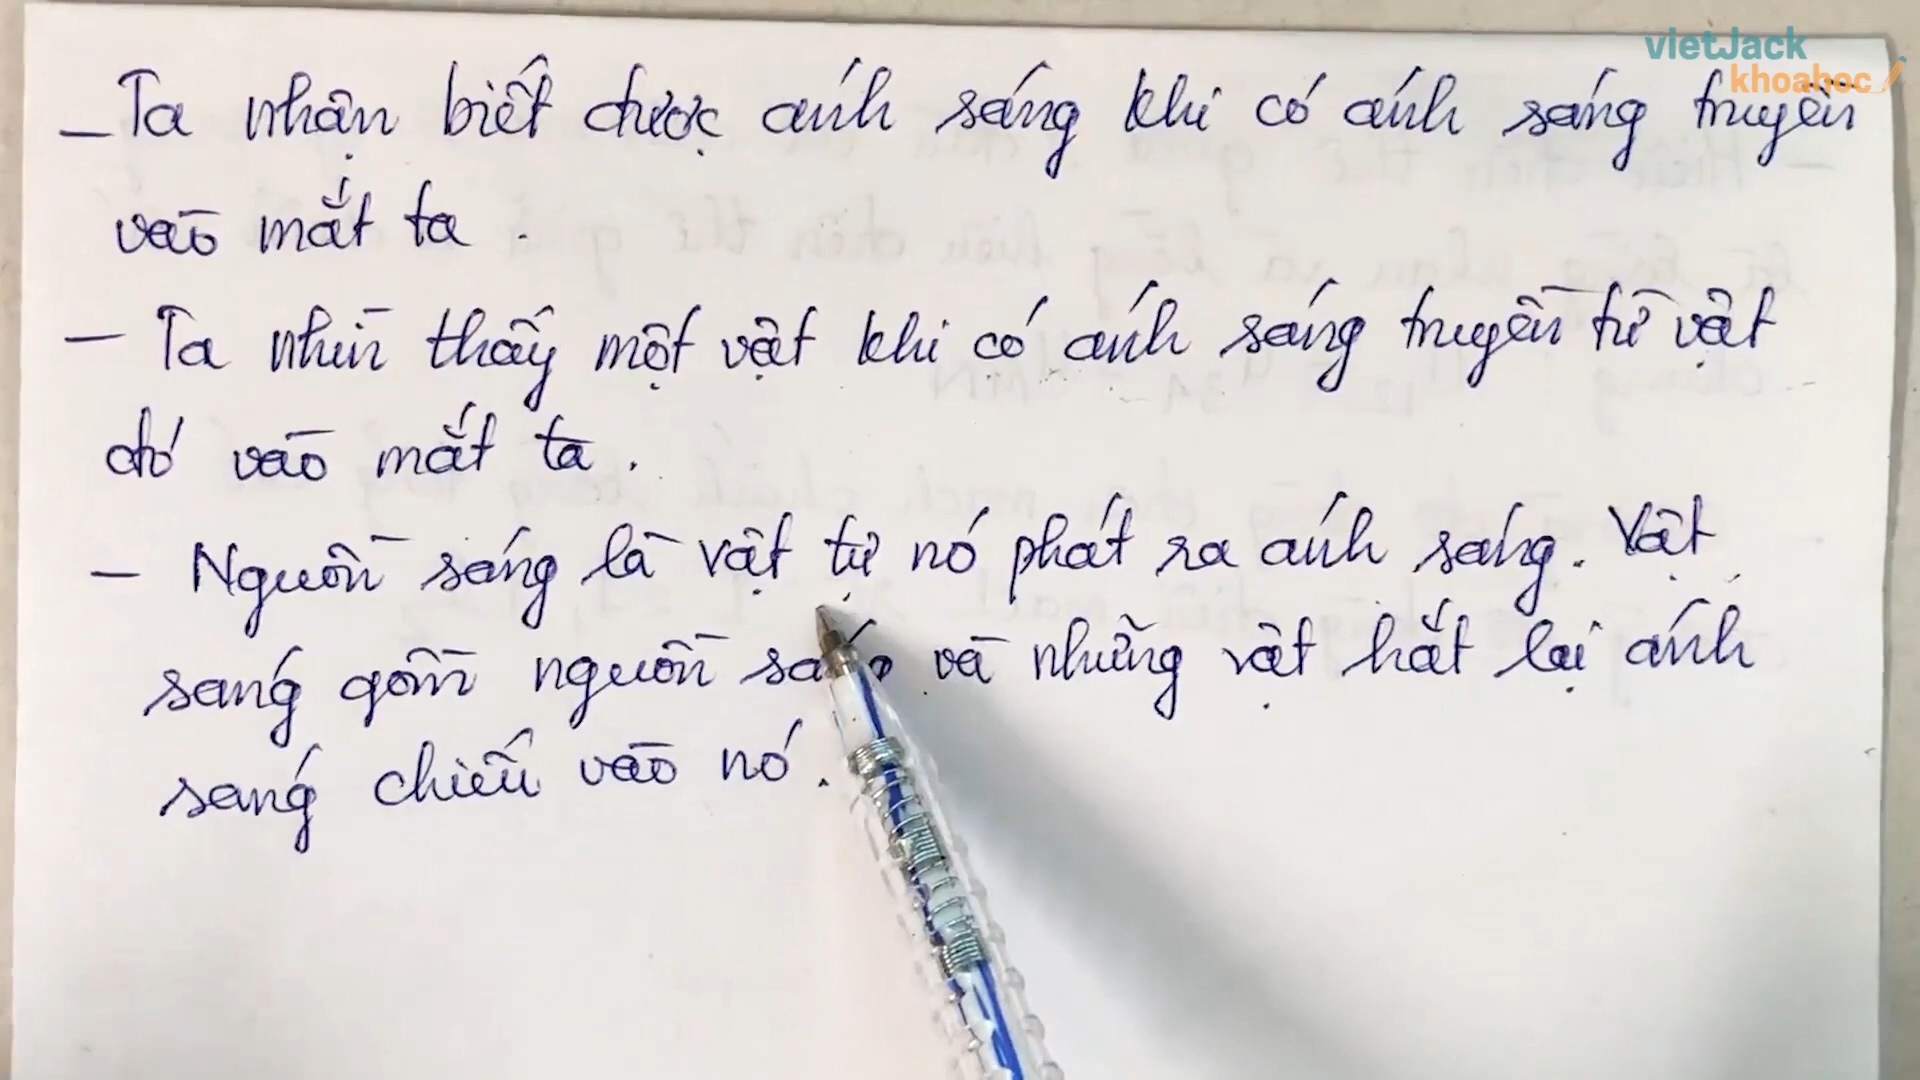 vietJack
khoahoc
- Ta nhận biết được ánh sáng khi có ánh sáng truyền
vào mắt ta .
- Ta nhìn thấy một vật khi có ánh sáng truyền từ vật
đó vào mắt ta .
- Nguồn sáng là vật tự nó phát ra ánh sáng. Vật
sáng gồm nguồn và những vật hắt lại ánh
sáng chiếu vào nó .